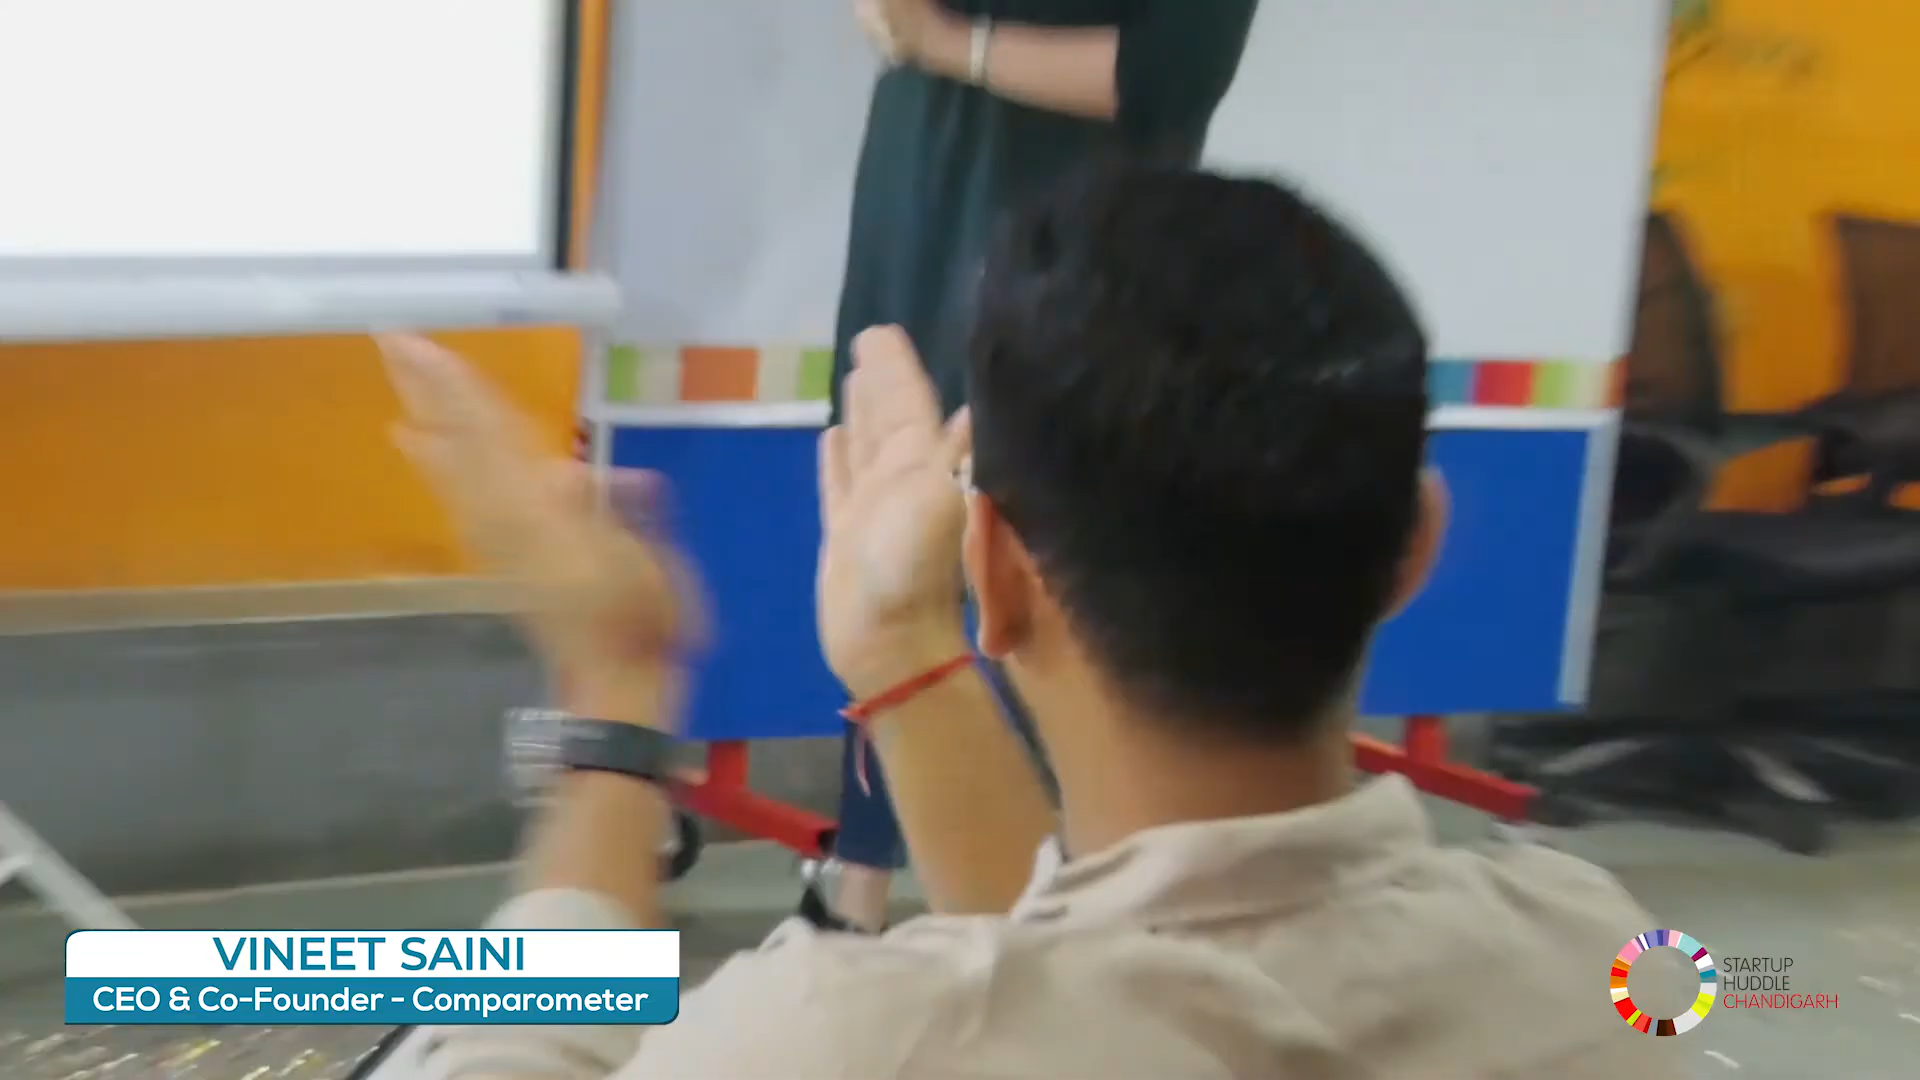 VINEET SAINI
CEO & Co-Founder - Comparometer
STARTUP
HUDDLE
CHANDIGARH